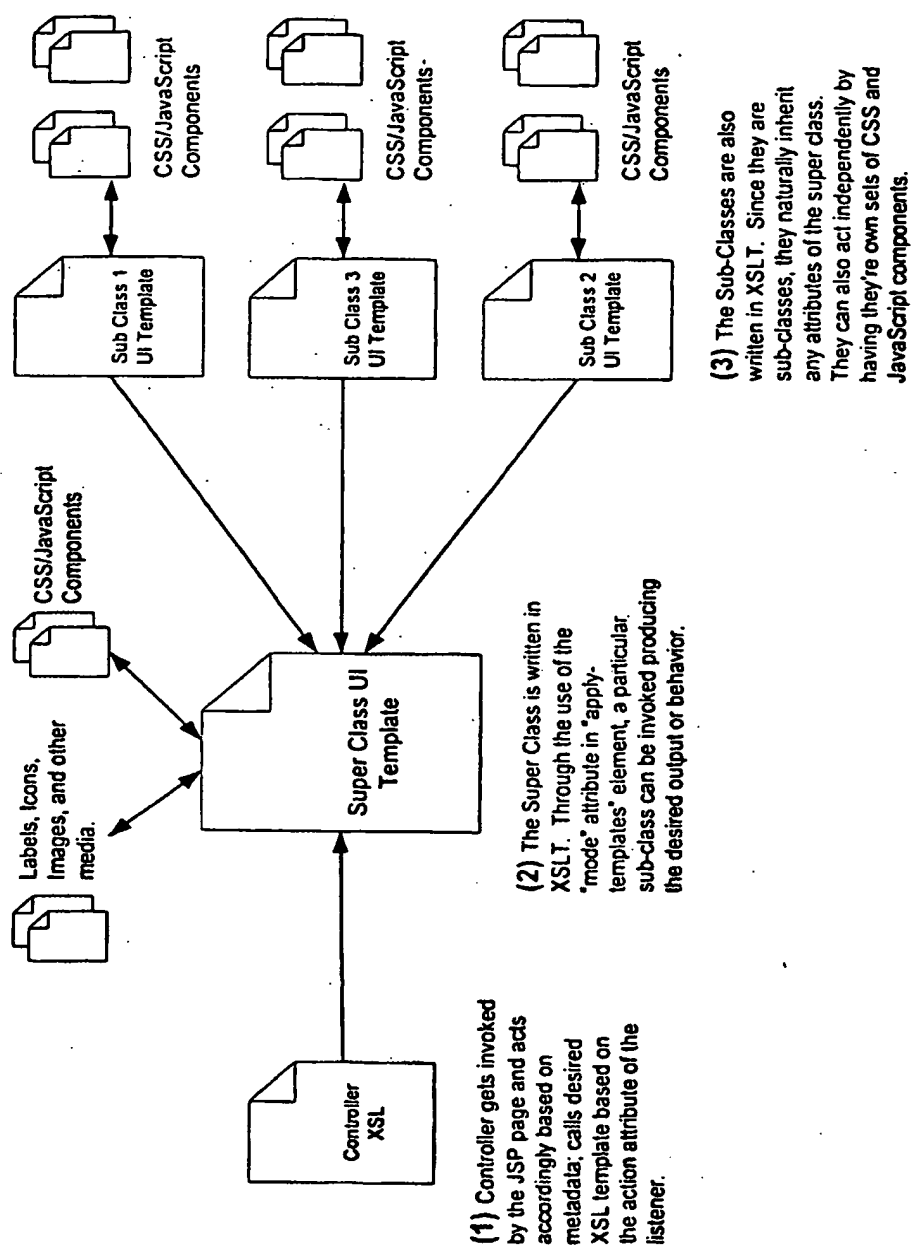 Labels, Icons,
Images, and other
media.
CSS/JavaScript
Components
CSS/JavaScript
Components
CSS/JavaScript
Components-
CSS/JavaScript
Components
Sub Class 1
UI Template
Sub Class 3
UI Template
Sub Class 2
UI Template
Super Class UI
Template
Controller
XSL
(1) Controller gets invoked
by the JSP page and acts
accordingly based on
metadata; calls desired
XSL template based on
the action attribute of the
listener.
(2) The Super Class is written in
XSLT. Through the use of the
"mode" attribute in "apply-
templates" element, a particular
sub-class can be invoked producing
the desired output or behavior.
(3) The Sub-Classes are also
written in XSLT. Since they are
sub-classes, they naturally inherit
any attributes of the super class.
They can also act independently by
having they're own sets of CSS and
JavaScript components.